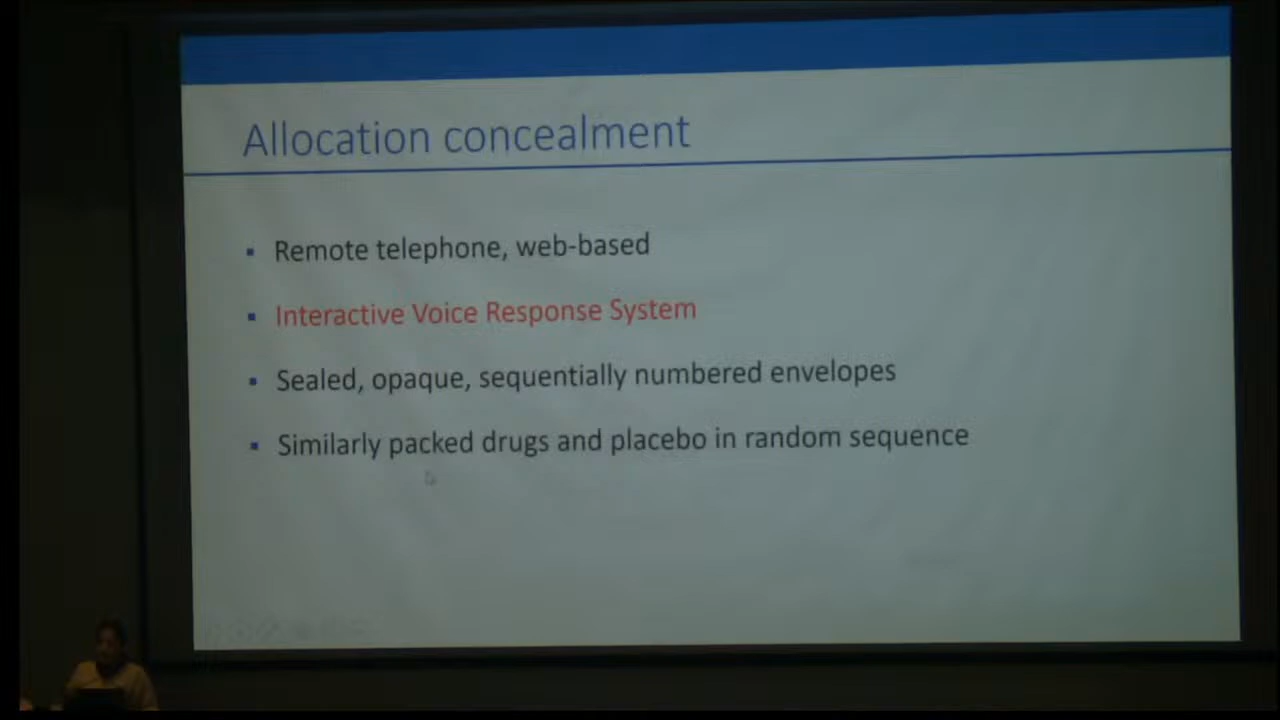 Allocation concealment
Remote telephone, web-based
Interactive Voice Response System
Sealed, opaque, sequentially numbered envelopes
Similarly packed drugs and placebo in random sequence